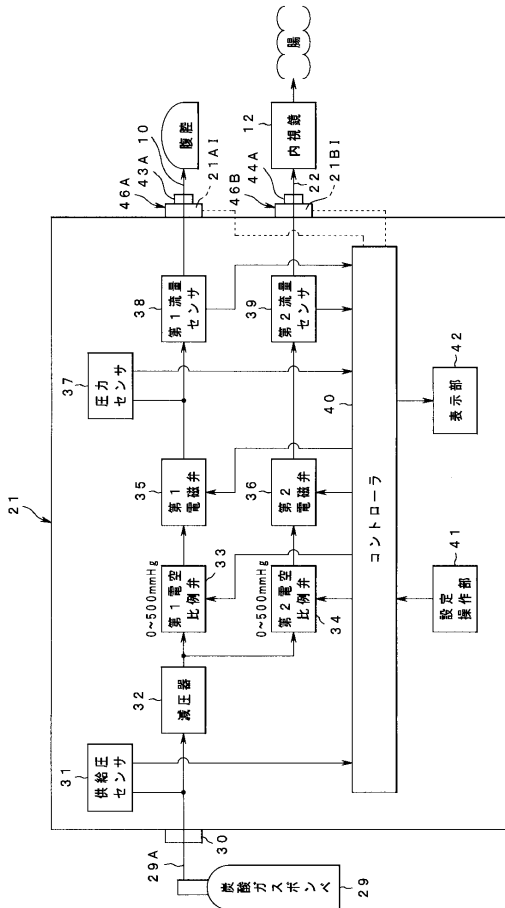 21
29
炭酸ガスボンベ
29A
30
31
供給圧
センサ
32
減圧器
0~500mmHg
第1電空
比例弁
33
0~500mmHg
第2電空
比例弁
34
35
第1
電磁弁
36
第2
電磁弁
37
圧力
センサ
38
第1流量
センサ
39
第2流量
センサ
40
コントローラ
41
設定
操作部
42
表示部
46A
43A
10
21AI
腹腔
46B
44A
22
21BI
12
内視鏡
腸